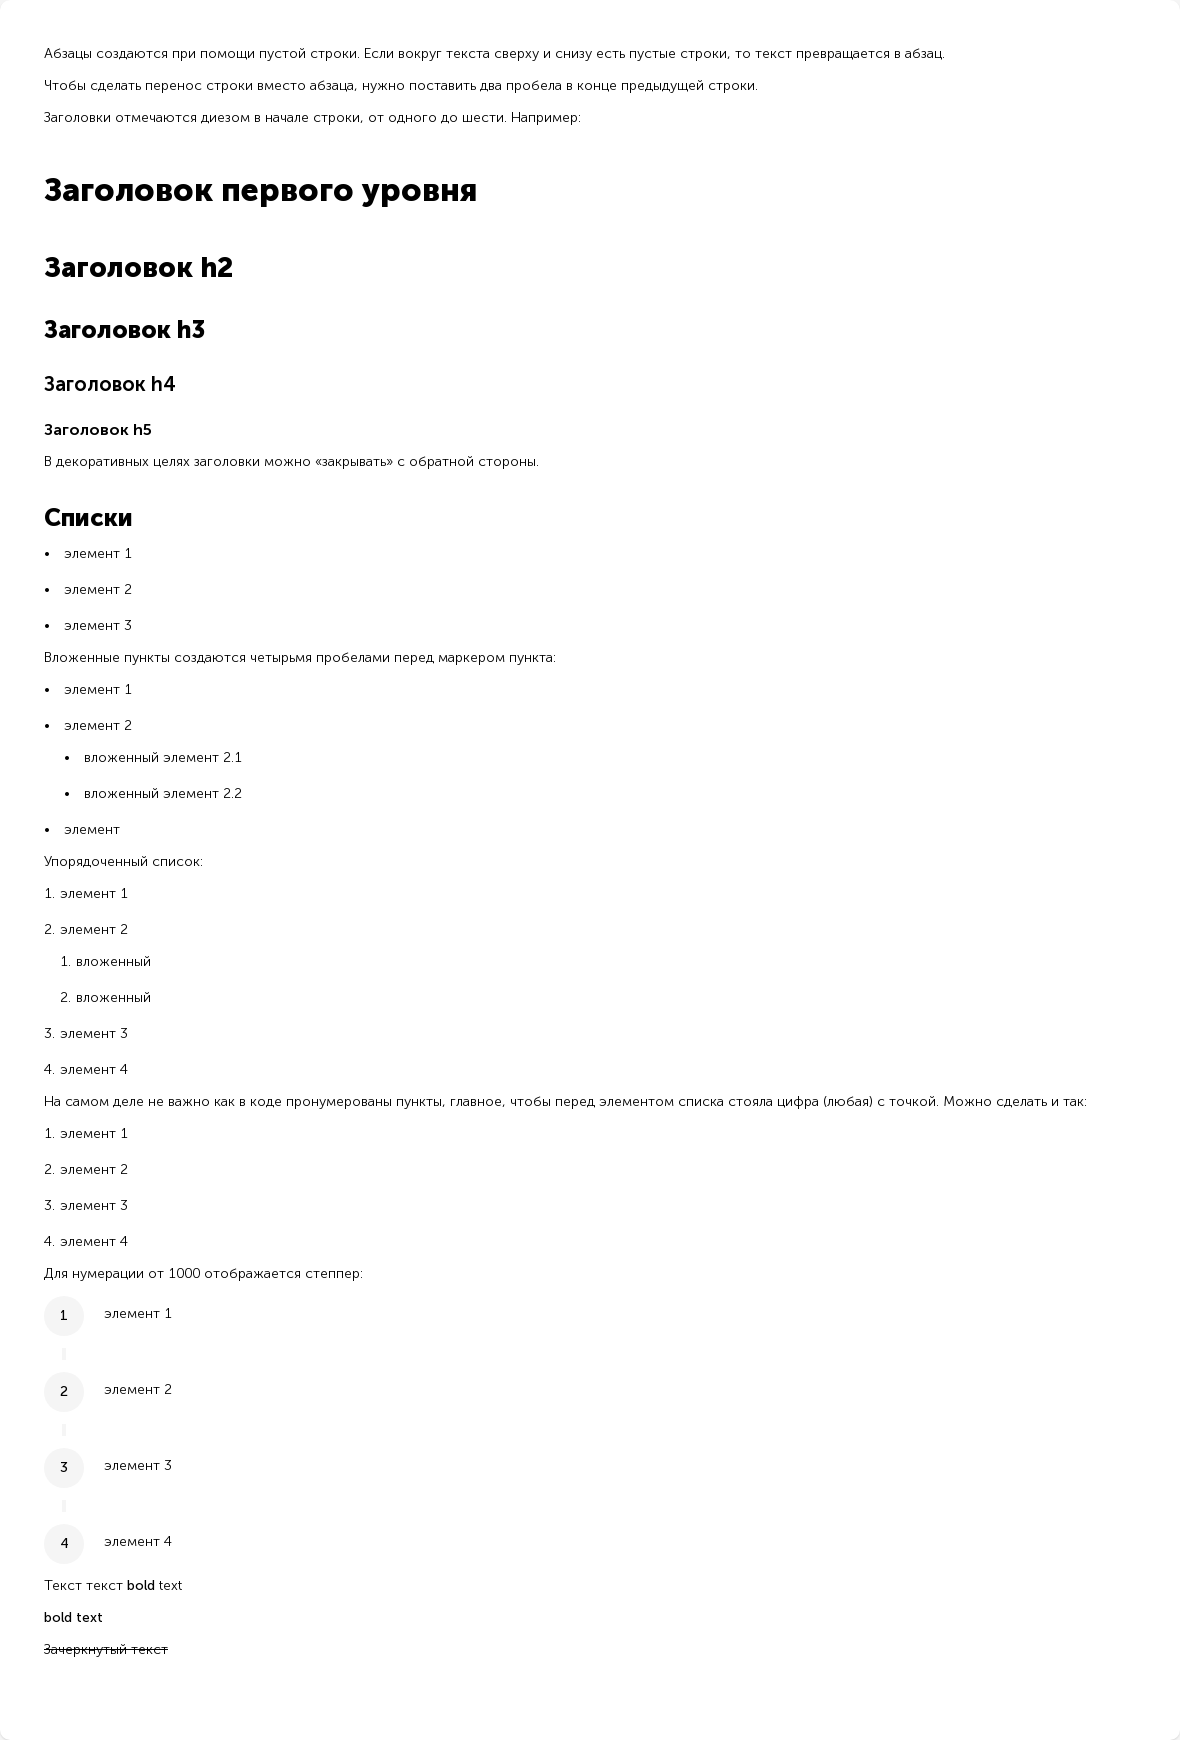 Абзацы создаются при помощи пустой строки. Если вокруг текста сверху и снизу есть пустые строки, то текст превращается в абзац.
Чтобы сделать перенос строки вместо абзаца, нужно поставить два пробела в конце предыдущей строки.
Заголовки отмечаются диезом в начале строки, от одного до шести. Например:
Заголовок первого уровня
Заголовок h2
Заголовок h3
Заголовок h4
Заголовок h5
В декоративных целях заголовки можно «закрывать» с обратной стороны.
Списки
• элемент 1
• элемент 2
• элемент 3
Вложенные пункты создаются четырьмя пробелами перед маркером пункта:
• элемент 1
• элемент 2
• вложенный элемент 2.1
• вложенный элемент 2.2
• элемент
Упорядоченный список:
1. элемент 1
2. элемент 2
1. вложенный
2. вложенный
3. элемент 3
4. элемент 4
На самом деле не важно как в коде пронумерованы пункты, главное, чтобы перед элементом списка стояла цифра (любая) с точкой. Можно сделать и так:
1. элемент 1
2. элемент 2
3. элемент 3
4. элемент 4
Для нумерации от 1000 отображается степпер:
1 элемент 1
2 элемент 2
3 элемент 3
4 элемент 4
Текст текст bold text
bold text
Зачеркнутый текст